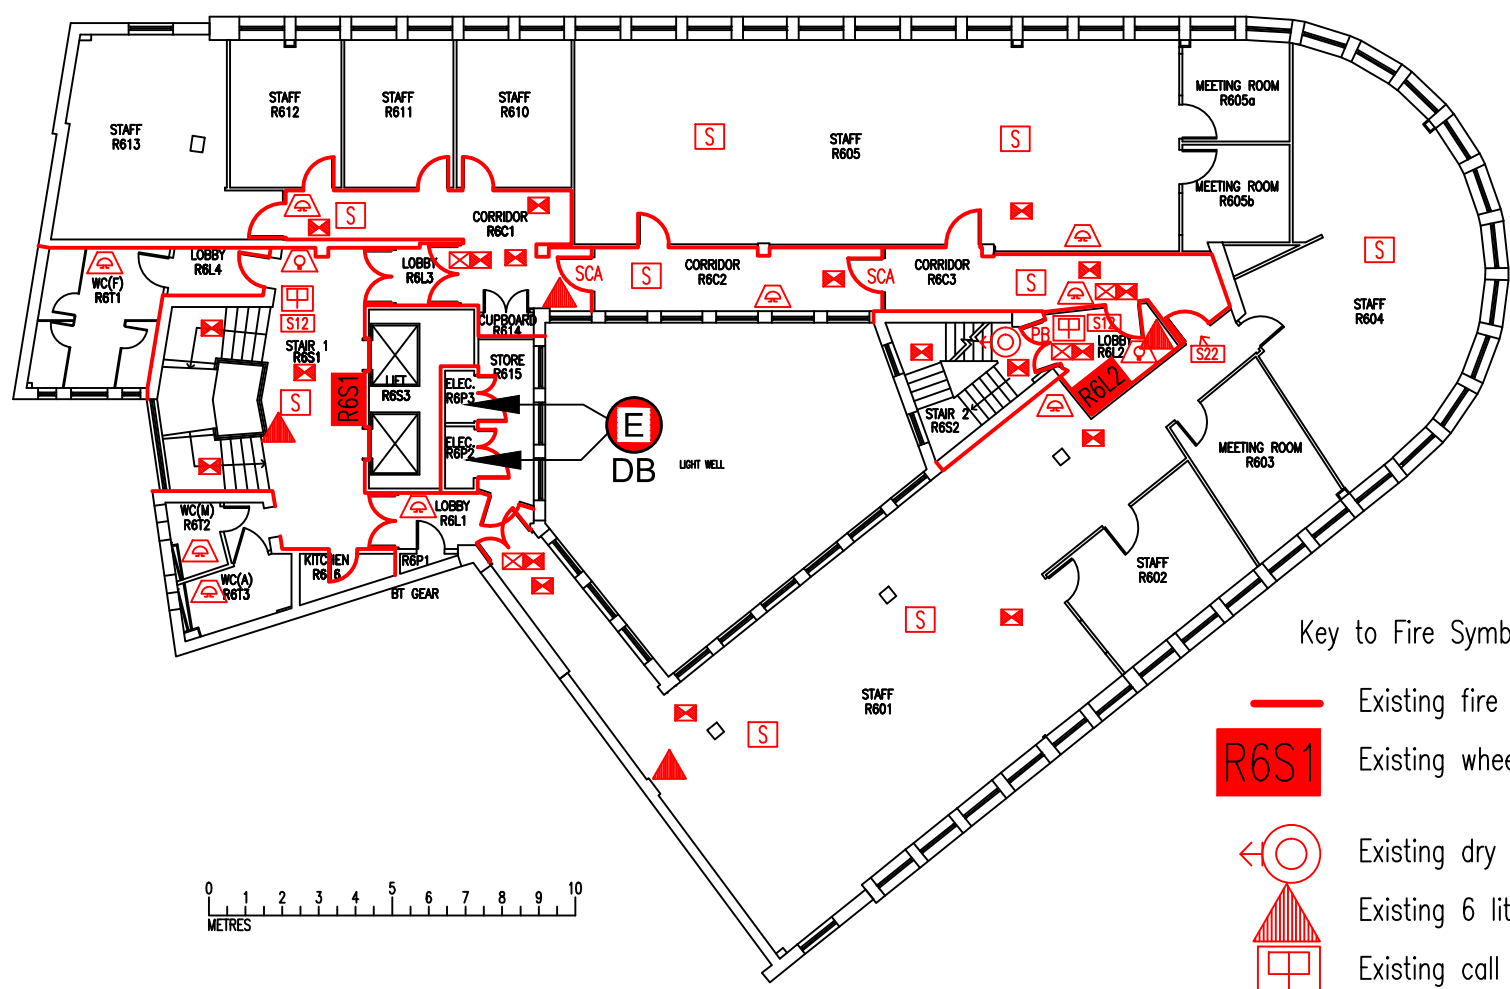 STAFF
R613
STAFF
R612
STAFF
R611
STAFF
R610
STAFF
R605
MEETING ROOM
R605a
MEETING ROOM
R605b
S
S
S
S
CORRIDOR
R6C1
LOBBY
R6L4
WC(F)
R6T1
LOBBY
R6L3
SCA
S
CORRIDOR
R6C2
SCA
CORRIDOR
R6C3
S
STAFF
R604
S12
STAIR 1
R6S1
S
R6S1
LIFT
R6S3
CUPBOARD
R614
STORE
R615
ELEC.
R6P3
ELEC.
R6P2
E
DB
LIGHT WELL
PB
S12
LOBBY
R6L2
R6L2
S22
STAIR 2
R6S2
MEETING ROOM
R603
WC(M)
R6T2
WC(A)
R6T3
KITCHEN
R616
R6P1
BT GEAR
LOBBY
R6L1
STAFF
R602
S
STAFF
R601
S
Key to Fire Symb
Existing fire
R6S1
Existing whee
Existing dry
Existing 6 lit
Existing call
0 1 2 3 4 5 6 7 8 9 10
METRES